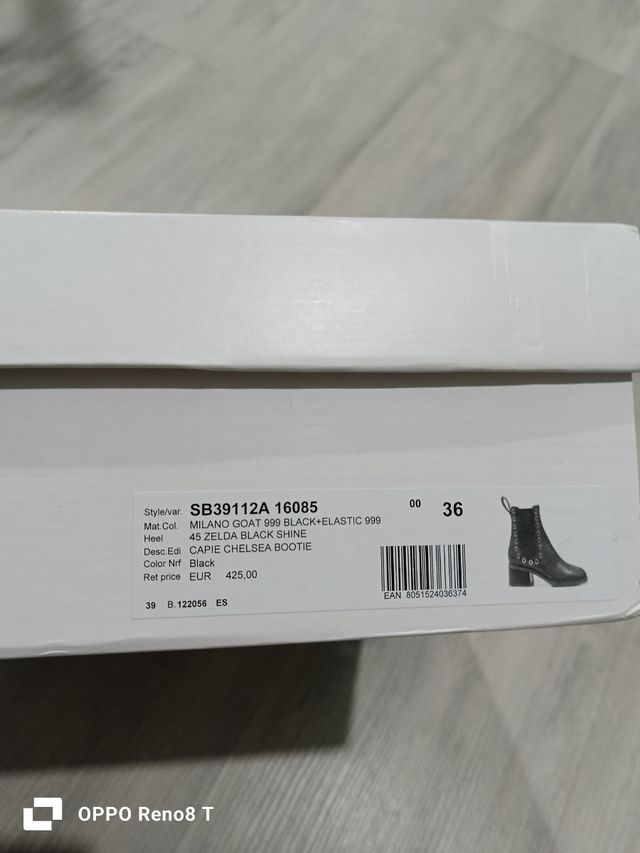 Style/var. SB39112A 16085 00 36
Mat.Col. MILANO GOAT 999 BLACK+ELASTIC 999
Heel 45 ZELDA BLACK SHINE
Desc.Edi CAPIE CHELSEA BOOTIE
Color Nrf Black
Ret price EUR 425,00
EAN 8051524036374
39 B. 122056 ES
OPPO Reno8 T